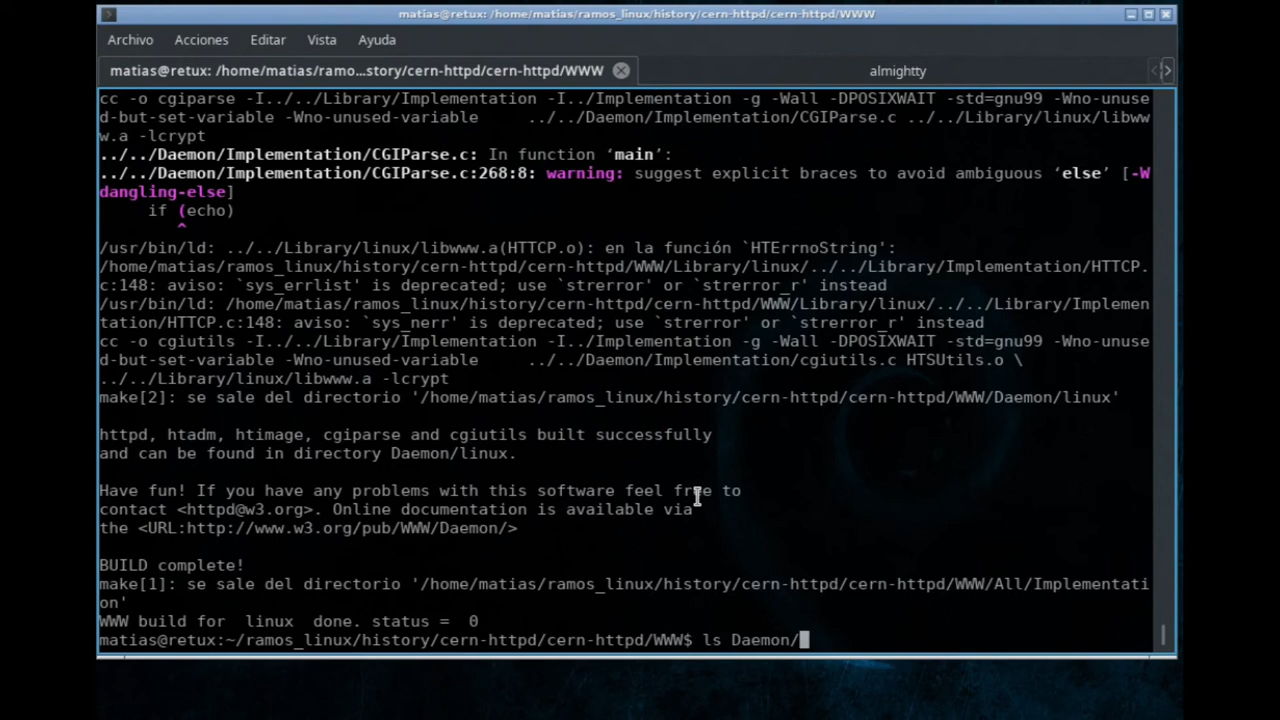 matias@retux: /home/matias/ramos_linux/history/cern-httpd/cern-httpd/WWW
Archivo Acciones Editar Vista Ayuda
matias@retux: /home/matias/ramo...story/cern-httpd/cern-httpd/WWW almightty
cc -o cgiparse -I../../Library/Implementation -I../Implementation -g -Wall -DPOSIXWAIT -std=gnu99 -Wno-unuse
d-but-set-variable -Wno-unused-variable ../../Daemon/Implementation/CGIParse.c ../../Library/linux/libww
w.a -lcrypt
../../Daemon/Implementation/CGIParse.c: In function ‘main’:
../../Daemon/Implementation/CGIParse.c:268:8: warning: suggest explicit braces to avoid ambiguous ‘else’ [-W
dangling-else]
if (echo)
^
/usr/bin/ld: ../../Library/linux/libwww.a(HTTP.o): en la función `HTErrnoString':
/home/matias/ramos_linux/history/cern-httpd/cern-httpd/WWW/Library/linux/../../Library/Implementation/HTTP.
c:148: aviso: `sys_errlist' is deprecated; use `strerror' or `strerror_r' instead
/usr/bin/ld: /home/matias/ramos_linux/history/cern-httpd/cern-httpd/WWW/Library/linux/../../Library/Implemen
tation/HTTP.c:148: aviso: `sys_nerr' is deprecated; use `strerror' or `strerror_r' instead
cc -o cgiutils -I../../Library/Implementation -I../Implementation -g -Wall -DPOSIXWAIT -std=gnu99 -Wno-unuse
d-but-set-variable -Wno-unused-variable ../../Daemon/Implementation/cgiutils.c HTSUtils.o \
../../Library/linux/libwww.a -lcrypt
make[2]: se sale del directorio '/home/matias/ramos_linux/history/cern-httpd/cern-httpd/WWW/Daemon/linux'
httpd, htadm, htimage, cgiparse and cgiutils built successfully
and can be found in directory Daemon/linux.
Have fun! If you have any problems with this software feel free to
contact <httpd@w3.org>. Online documentation is available via
the <URL:http://www.w3.org/pub/WWW/Daemon/>
BUILD complete!
make[1]: se sale del directorio '/home/matias/ramos_linux/history/cern-httpd/cern-httpd/WWW/All/Implementati
on'
WWW build for linux done. status = 0
matias@retux:~/ramos_linux/history/cern-httpd/cern-httpd/WWW$ ls Daemon/